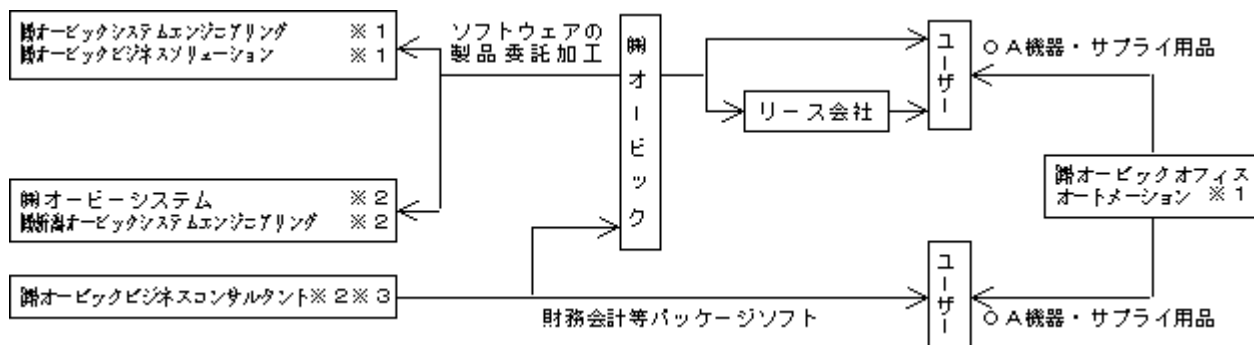 ㈱オービックシステムエンジニアリング ※1
㈱オービックビジネスソリューション ※1
ソフトウェアの
製品委託加工
㈱オービック
ユーザー
OA機器・サプライ用品
リース会社
㈱オービックオフィス
オートメーション ※1
㈱オービーシステム ※2
㈱新潟オービックシステムエンジニアリング ※2
㈱オービックビジネスコンサルタント※2※3
財務会計等パッケージソフト
ユーザー
OA機器・サプライ用品